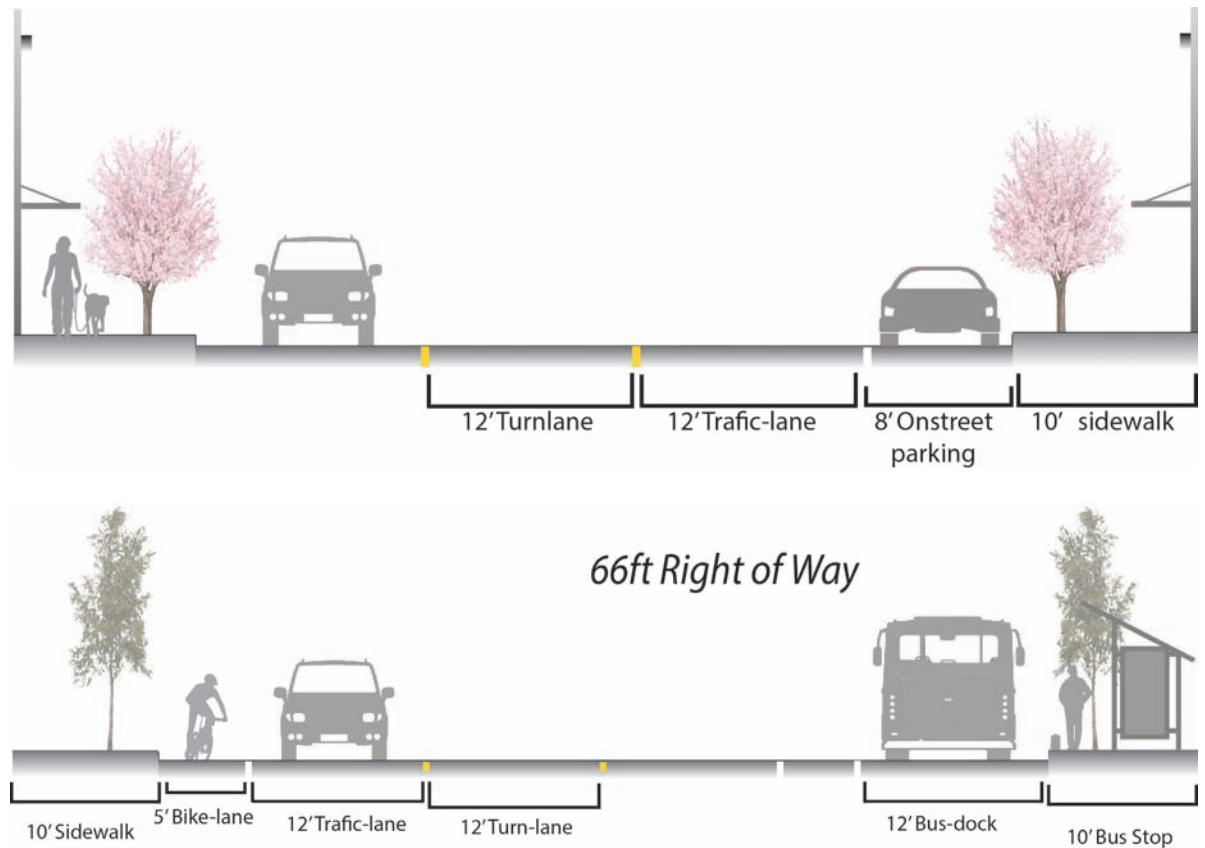 12' Turnlane
12' Trafic-lane
8' Onstreet
parking
10' sidewalk
66ft Right of Way
10' Sidewalk
5' Bike-lane
12' Trafic-lane
12' Turn-lane
12' Bus-dock
10' Bus Stop